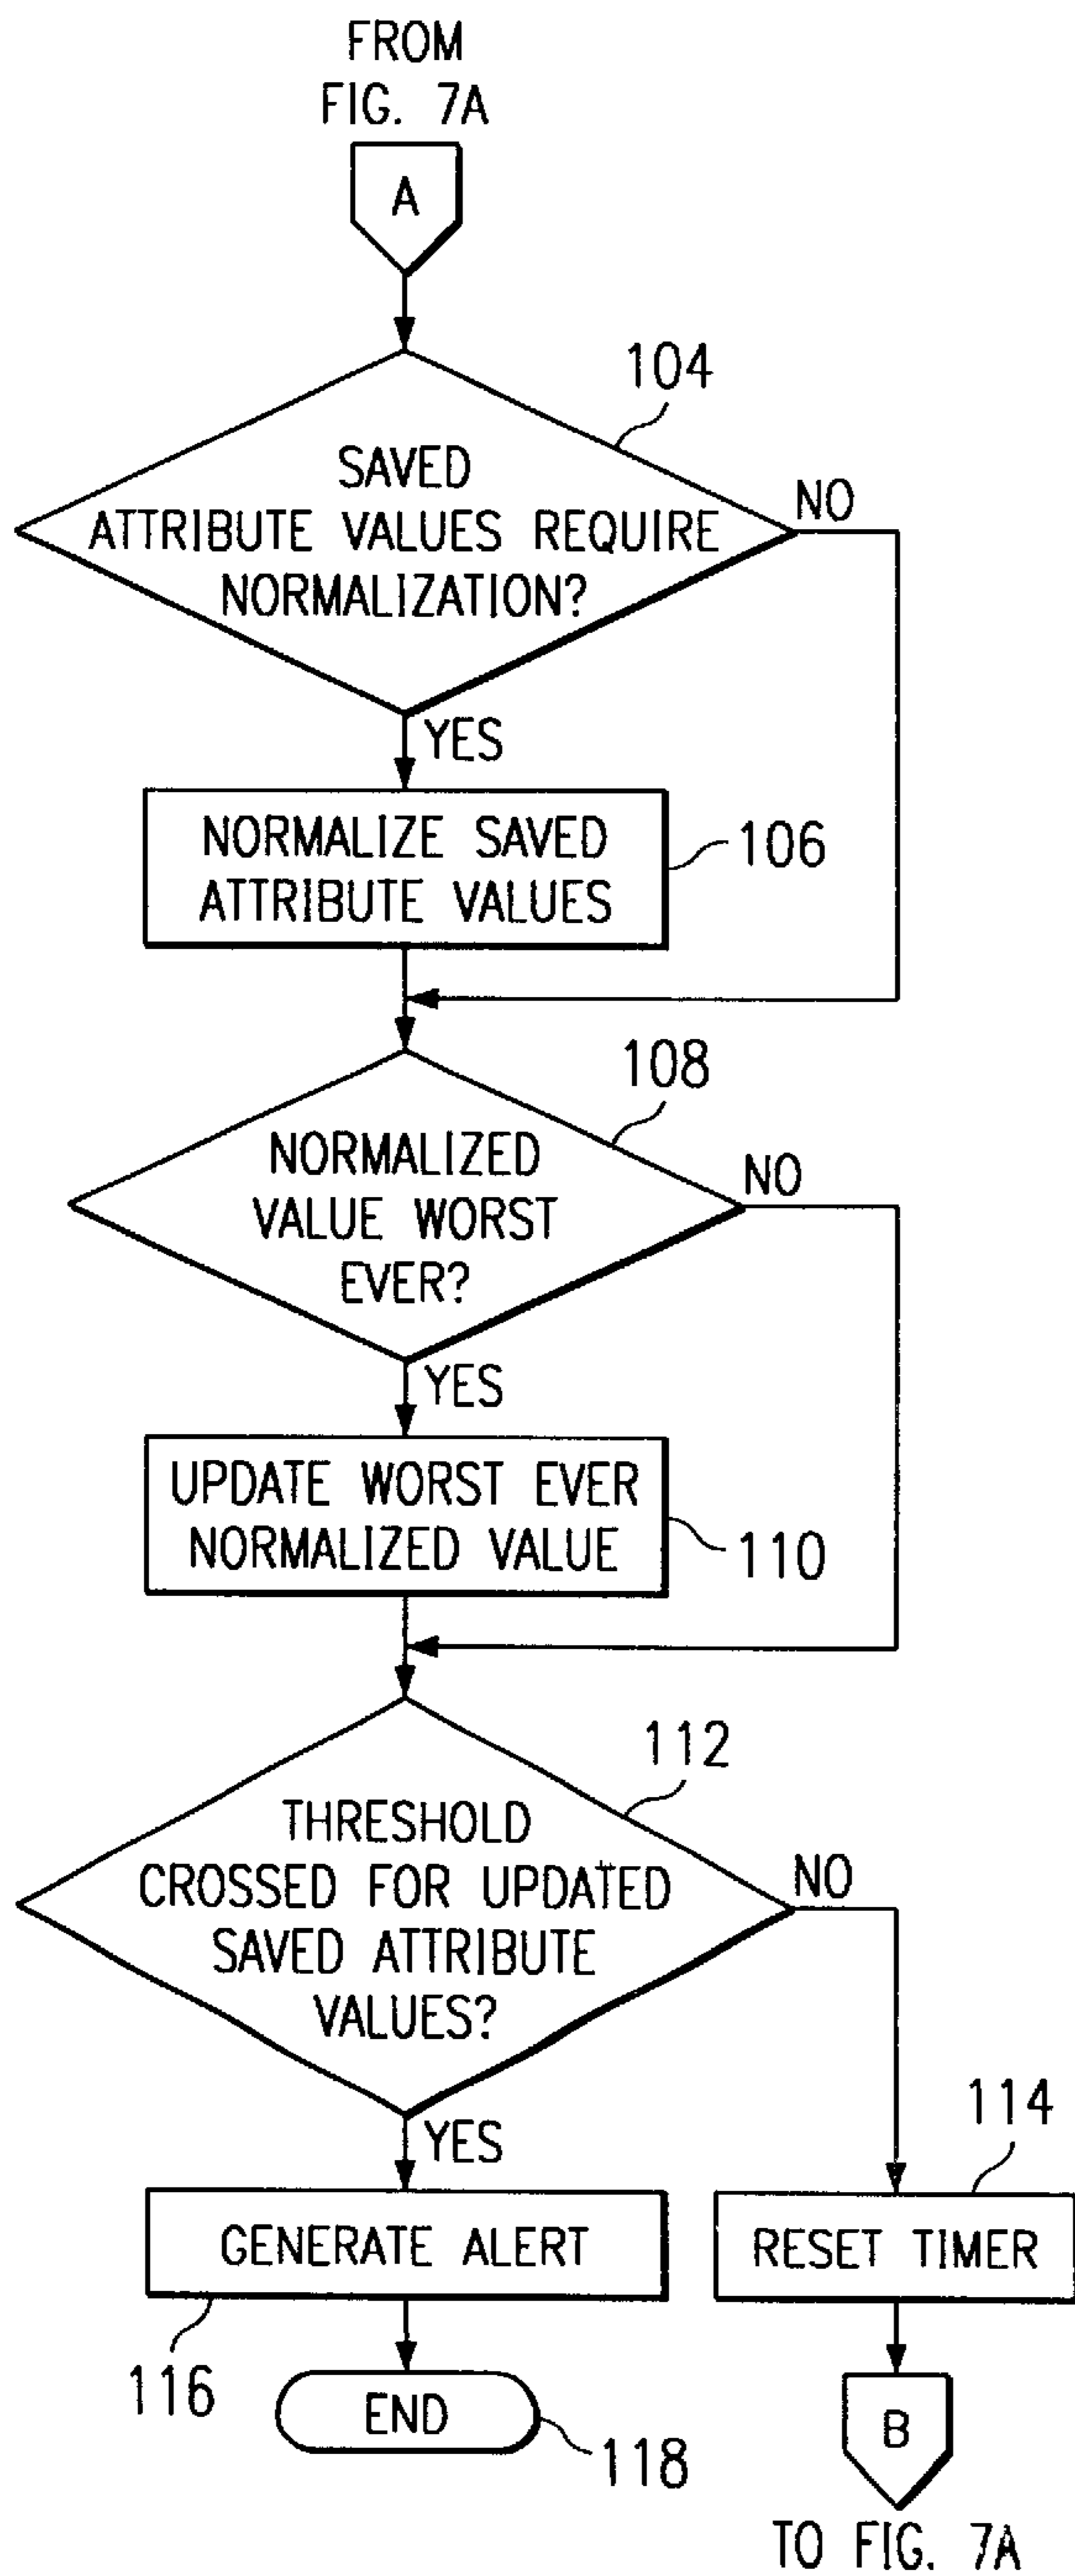 FROM
FIG. 7A
A
104
SAVED
ATTRIBUTE VALUES REQUIRE
NORMALIZATION?
NO
YES
NORMALIZE SAVED
ATTRIBUTE VALUES
106
108
NORMALIZED
VALUE WORST
EVER?
NO
YES
UPDATE WORST EVER
NORMALIZED VALUE
110
112
THRESHOLD
CROSSED FOR UPDATED
SAVED ATTRIBUTE
VALUES?
NO
YES
114
GENERATE ALERT
RESET TIMER
116
END
118
B
TO FIG. 7A